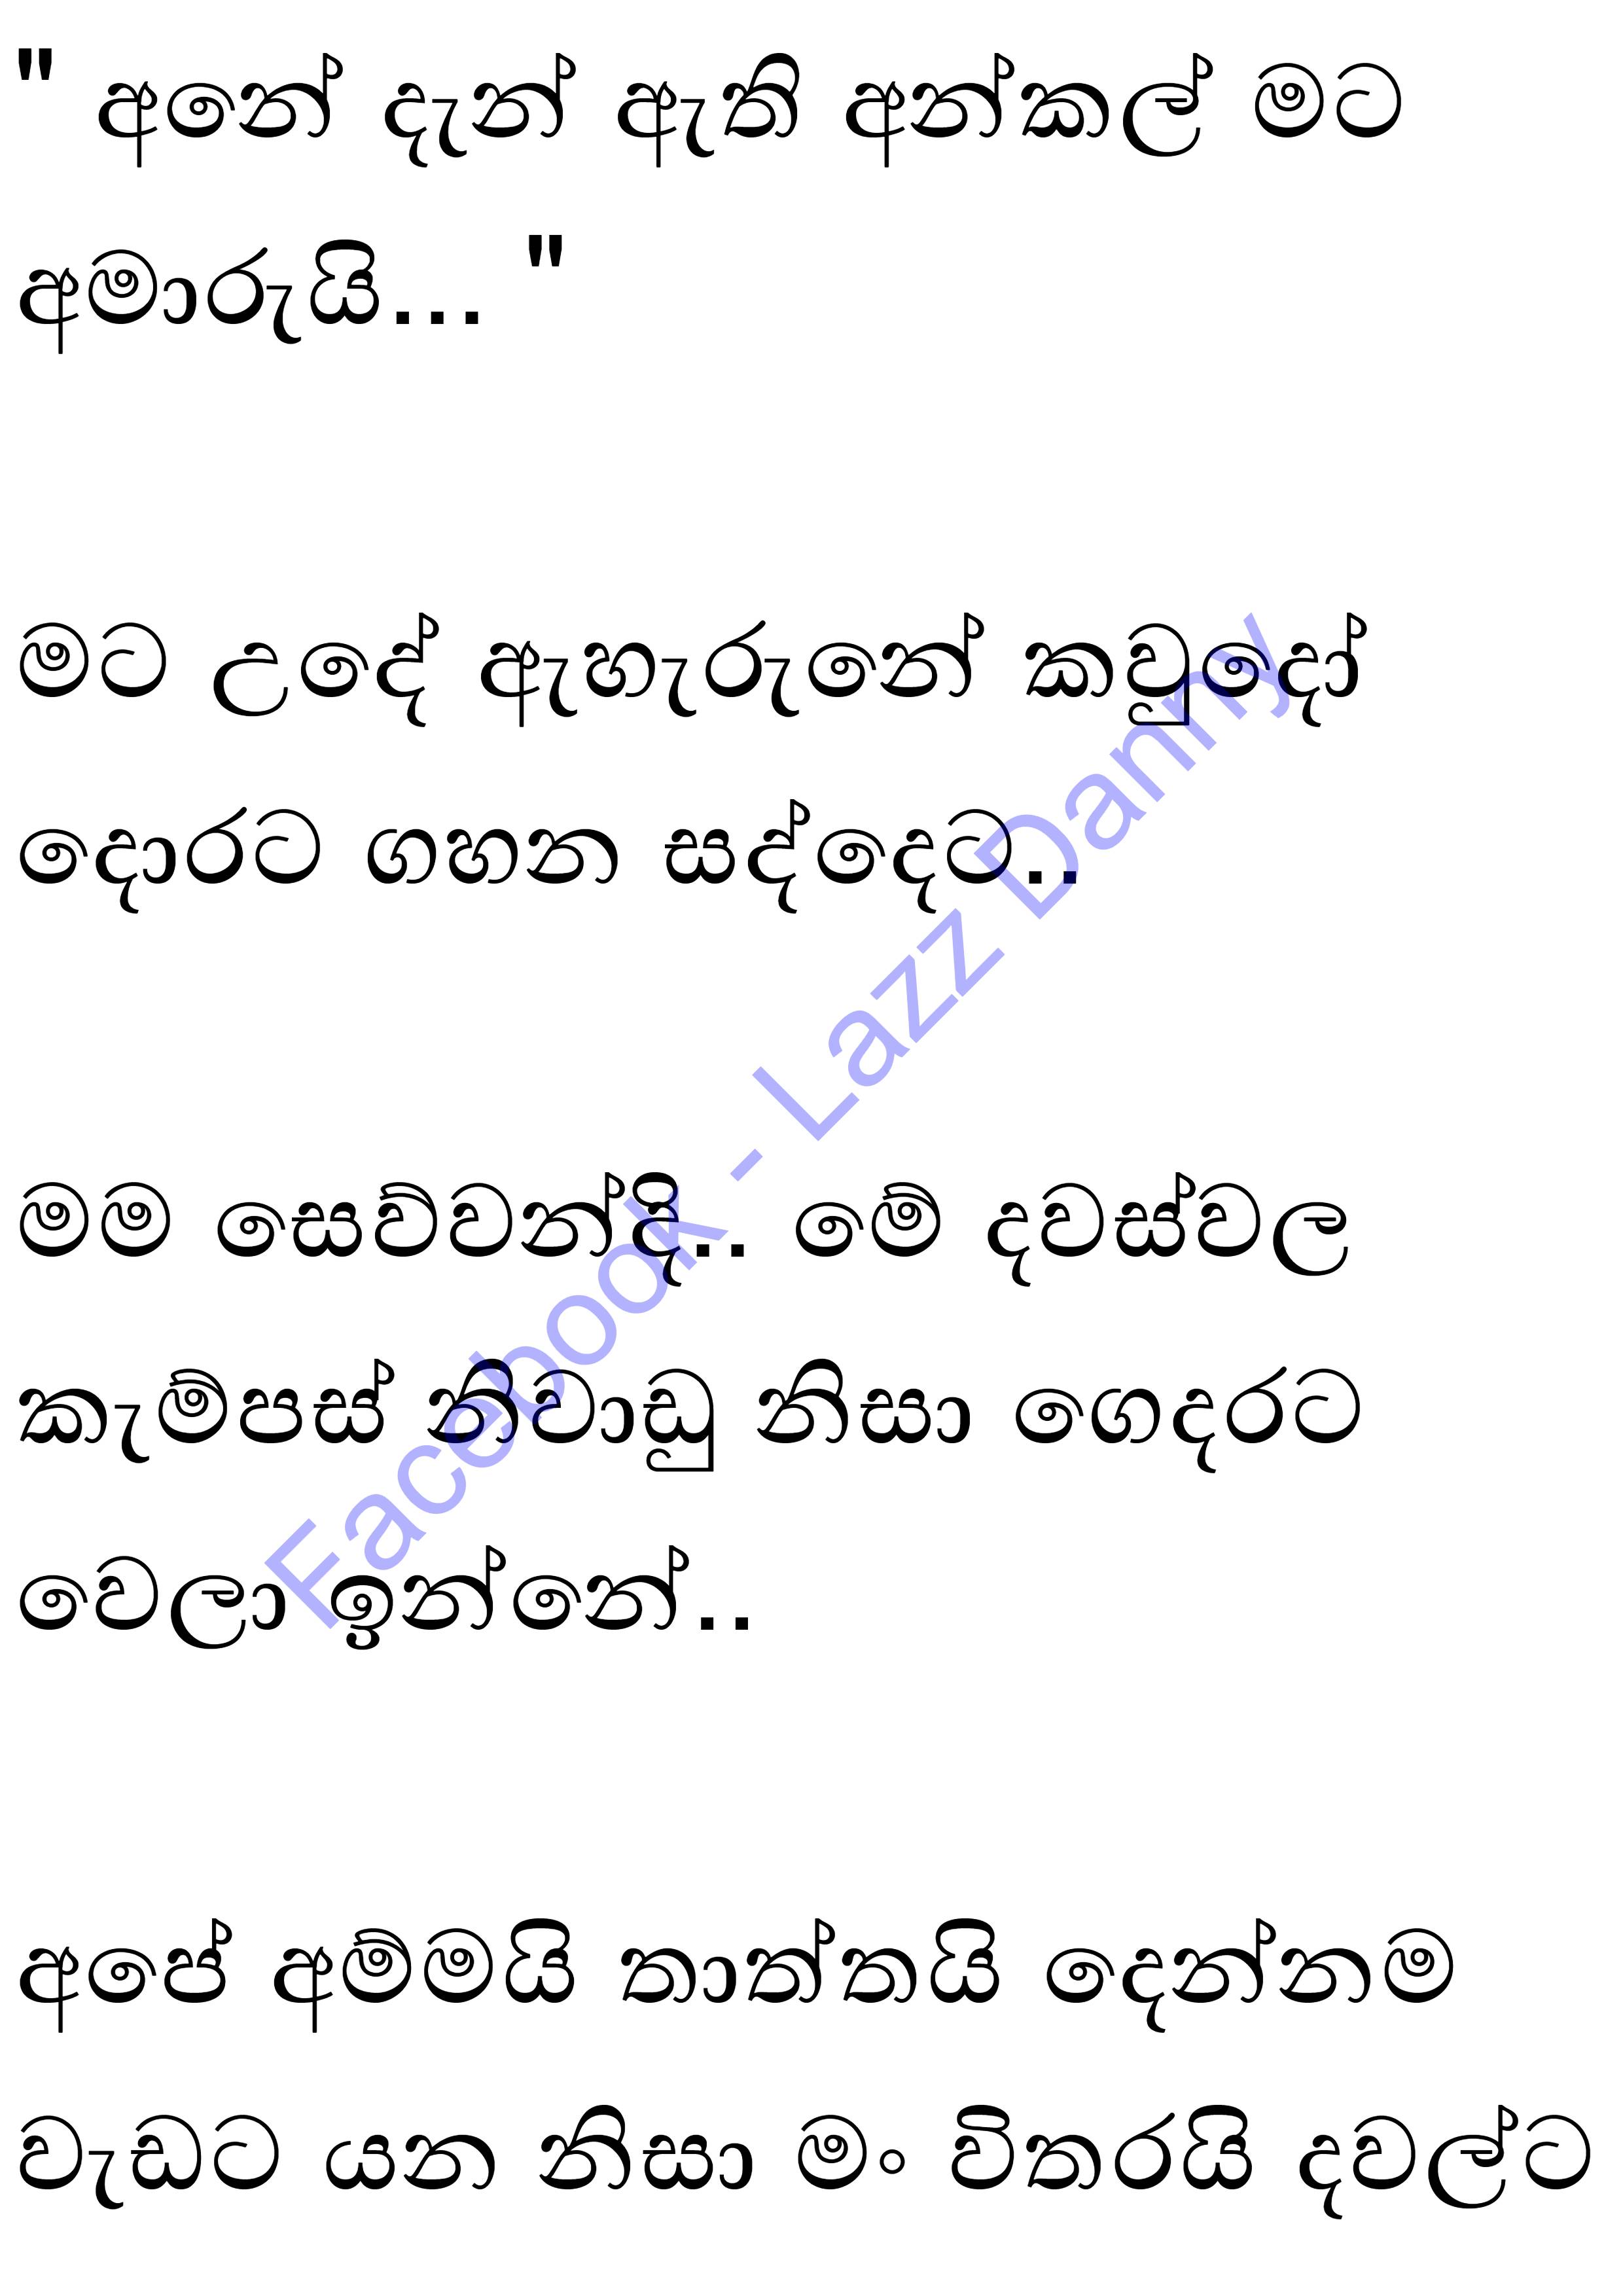 " අනේ දැන් ඇති අන්කල් මට
අමාරුයි... "
මට උදේ ඇහැරුනේ කවුදෝ
දොරට ගහන සද්දෙට..
මම සෙව්වන්දි.. මේ දවස්වල
කැම්පස් නිවාඩු නිසා ගෙදරට
වෙලා ඉන්නේ..
අපේ අම්මයි තාත්තයි දෙන්නම
වැඩට යන නිසා මං විතරයි දවල්ට
Facebook - Lazz Danny